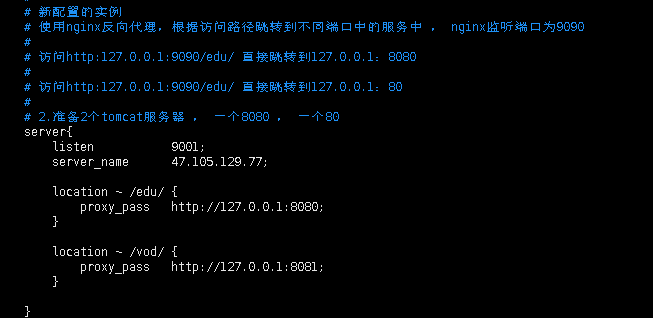 # 新配置的实例
# 使用nginx反向代理，根据访问路径跳转到不同端口中的服务中 ， nginx监听端口为9090
#
# 访问http:127.0.0.1:9090/edu/ 直接跳转到127.0.0.1：8080
#
# 访问http:127.0.0.1:9090/edu/ 直接跳转到127.0.0.1：80
#
# 2.准备2个tomcat服务器 ， 一个8080 ， 一个80
server{
listen 9001;
server_name 47.105.129.77;
location ~ /edu/ {
proxy_pass http://127.0.0.1:8080;
}
location ~ /vod/ {
proxy_pass http://127.0.0.1:8081;
}
}